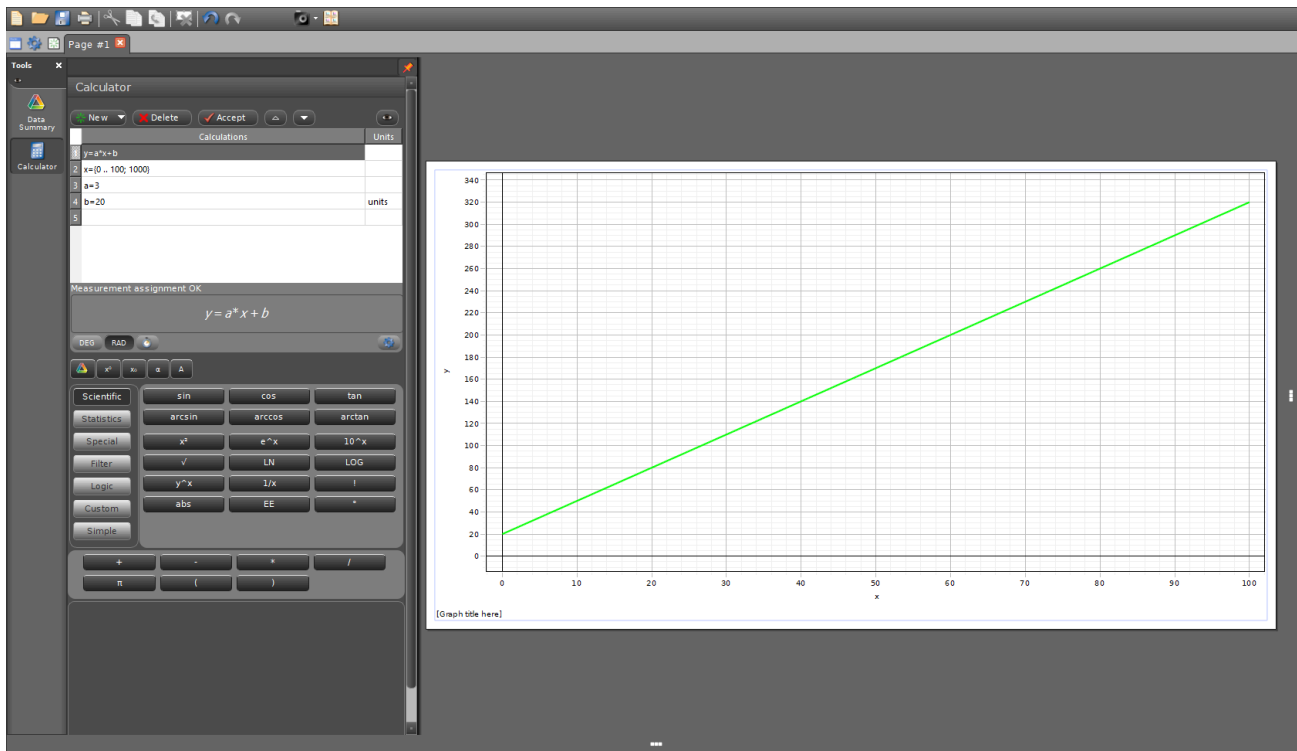 Page #1
Tools
Calculator
Data Summary
Calculator
New Delete Accept
Calculations Units
1 y=a*x+b
2 x={0 .. 100; 1000}
3 a=3
4 b=20 units
5
Measurement assignment OK
y = a* x + b
DEG RAD
α A
Scientific sin cos tan
Statistics arcsin arccos arctan
Special x² e^x 10^x
Filter √ LN LOG
Logic y^x 1/x !
Custom abs EE
Simple
+ - * /
π ( )
340
320
300
280
260
240
220
200
180
160
140
120
100
80
60
40
20
0
y
0 10 20 30 40 50 60 70 80 90 100
x
[Graph title here]